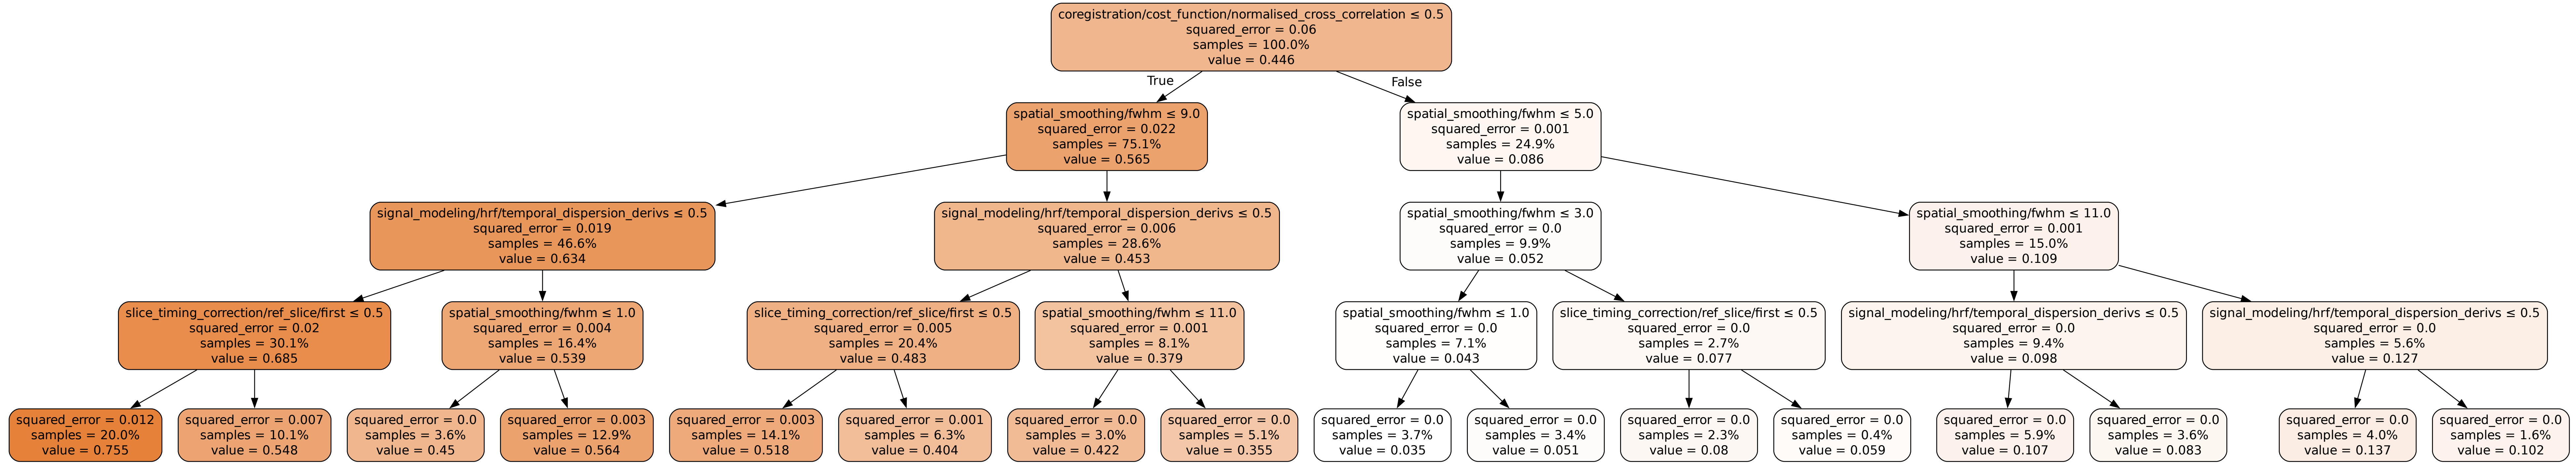 coregistration/cost_function/normalised_cross_correlation ≤ 0.5
squared_error = 0.06
samples = 100.0%
value = 0.446
True
False
spatial_smoothing/fwhm ≤ 9.0
squared_error = 0.022
samples = 75.1%
value = 0.565
spatial_smoothing/fwhm ≤ 5.0
squared_error = 0.001
samples = 24.9%
value = 0.086
signal_modeling/hrf/temporal_dispersion_derivs ≤ 0.5
squared_error = 0.019
samples = 46.6%
value = 0.634
signal_modeling/hrf/temporal_dispersion_derivs ≤ 0.5
squared_error = 0.006
samples = 28.6%
value = 0.453
spatial_smoothing/fwhm ≤ 3.0
squared_error = 0.0
samples = 9.9%
value = 0.052
spatial_smoothing/fwhm ≤ 11.0
squared_error = 0.001
samples = 15.0%
value = 0.109
slice_timing_correction/ref_slice/first ≤ 0.5
squared_error = 0.02
samples = 30.1%
value = 0.685
spatial_smoothing/fwhm ≤ 1.0
squared_error = 0.004
samples = 16.4%
value = 0.539
slice_timing_correction/ref_slice/first ≤ 0.5
squared_error = 0.005
samples = 20.4%
value = 0.483
spatial_smoothing/fwhm ≤ 11.0
squared_error = 0.001
samples = 8.1%
value = 0.379
spatial_smoothing/fwhm ≤ 1.0
squared_error = 0.0
samples = 7.1%
value = 0.043
slice_timing_correction/ref_slice/first ≤ 0.5
squared_error = 0.0
samples = 2.7%
value = 0.077
signal_modeling/hrf/temporal_dispersion_derivs ≤ 0.5
squared_error = 0.0
samples = 9.4%
value = 0.098
signal_modeling/hrf/temporal_dispersion_derivs ≤ 0.5
squared_error = 0.0
samples = 5.6%
value = 0.127
squared_error = 0.012
samples = 20.0%
value = 0.755
squared_error = 0.007
samples = 10.1%
value = 0.548
squared_error = 0.0
samples = 3.6%
value = 0.45
squared_error = 0.003
samples = 12.9%
value = 0.564
squared_error = 0.003
samples = 14.1%
value = 0.518
squared_error = 0.001
samples = 6.3%
value = 0.404
squared_error = 0.0
samples = 3.0%
value = 0.422
squared_error = 0.0
samples = 5.1%
value = 0.355
squared_error = 0.0
samples = 3.7%
value = 0.035
squared_error = 0.0
samples = 3.4%
value = 0.051
squared_error = 0.0
samples = 2.3%
value = 0.08
squared_error = 0.0
samples = 0.4%
value = 0.059
squared_error = 0.0
samples = 5.9%
value = 0.107
squared_error = 0.0
samples = 3.6%
value = 0.083
squared_error = 0.0
samples = 4.0%
value = 0.137
squared_error = 0.0
samples = 1.6%
value = 0.102